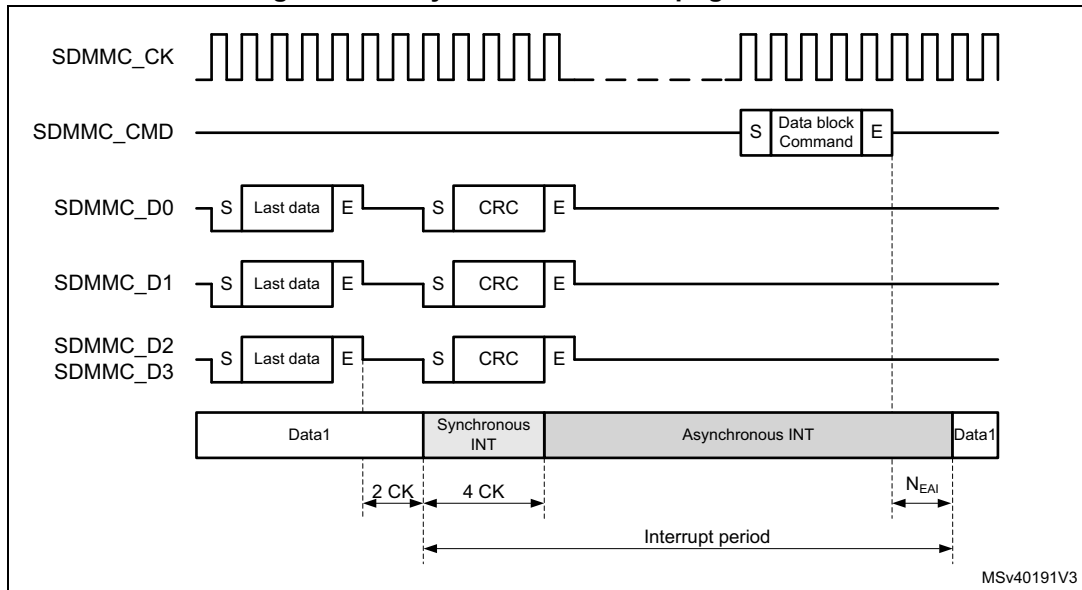 SDMMC_CK
SDMMC_CMD
S
Data block
Command
E
SDMMC_D0
S
Last data
E
S
CRC
E
SDMMC_D1
S
Last data
E
S
CRC
E
SDMMC_D2
SDMMC_D3
S
Last data
E
S
CRC
E
Data1
Synchronous
INT
Asynchronous INT
Data1
2 CK
4 CK
NEAI
Interrupt period
MSv40191V3